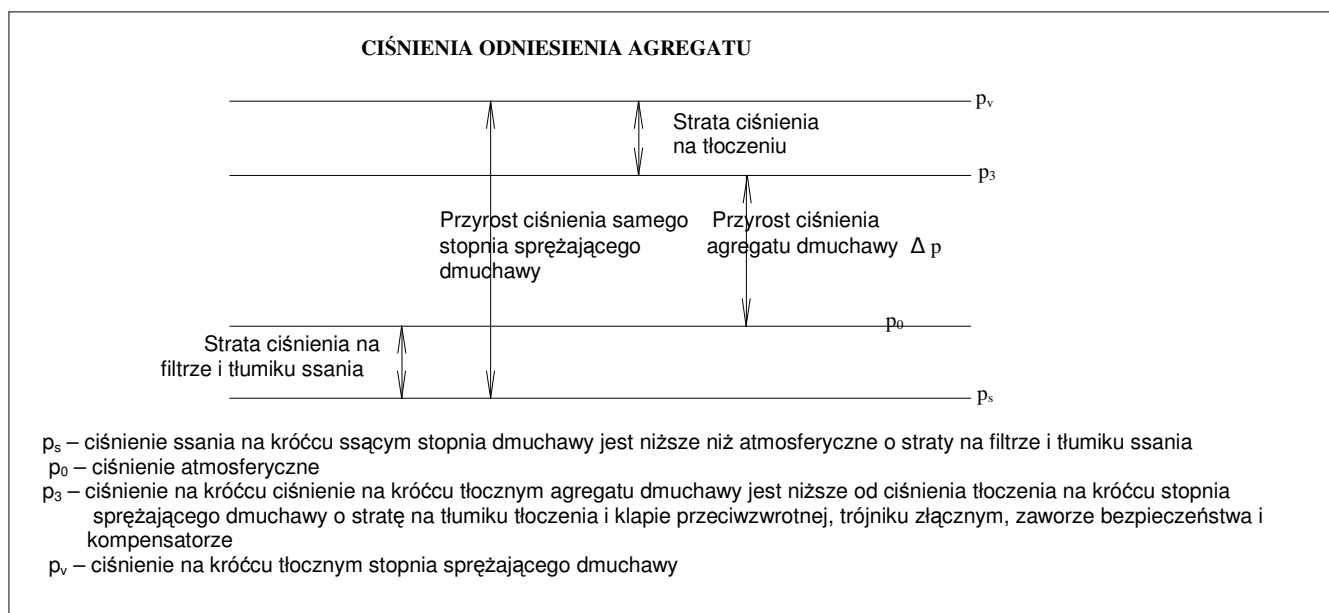 CIŚNIENIA ODNIESIENIA AGREGATU
pᵥ
Strata ciśnienia
na tłoczeniu
p₃
Przyrost ciśnienia samego
stopnia sprężającego
dmuchawy
Przyrost ciśnienia
agregatu dmuchawy Δ p
p₀
Strata ciśnienia na
filtrze i tłumiku ssania
pₛ
pₛ – ciśnienie ssania na króćcu ssącym stopnia dmuchawy jest niższe niż atmosferyczne o straty na filtrze i tłumiku ssania
p₀ – ciśnienie atmosferyczne
p₃ – ciśnienie na króćcu ciśnienie na króćcu tłocznym agregatu dmuchawy jest niższe od ciśnienia tłoczenia na króćcu stopnia
sprężającego dmuchawy o stratę na tłumiku tłoczenia i klapie przeciwzwrotnej, trójniku złącznym, zaworze bezpieczeństwa i
kompensatorze
pᵥ – ciśnienie na króćcu tłocznym stopnia sprężającego dmuchawy